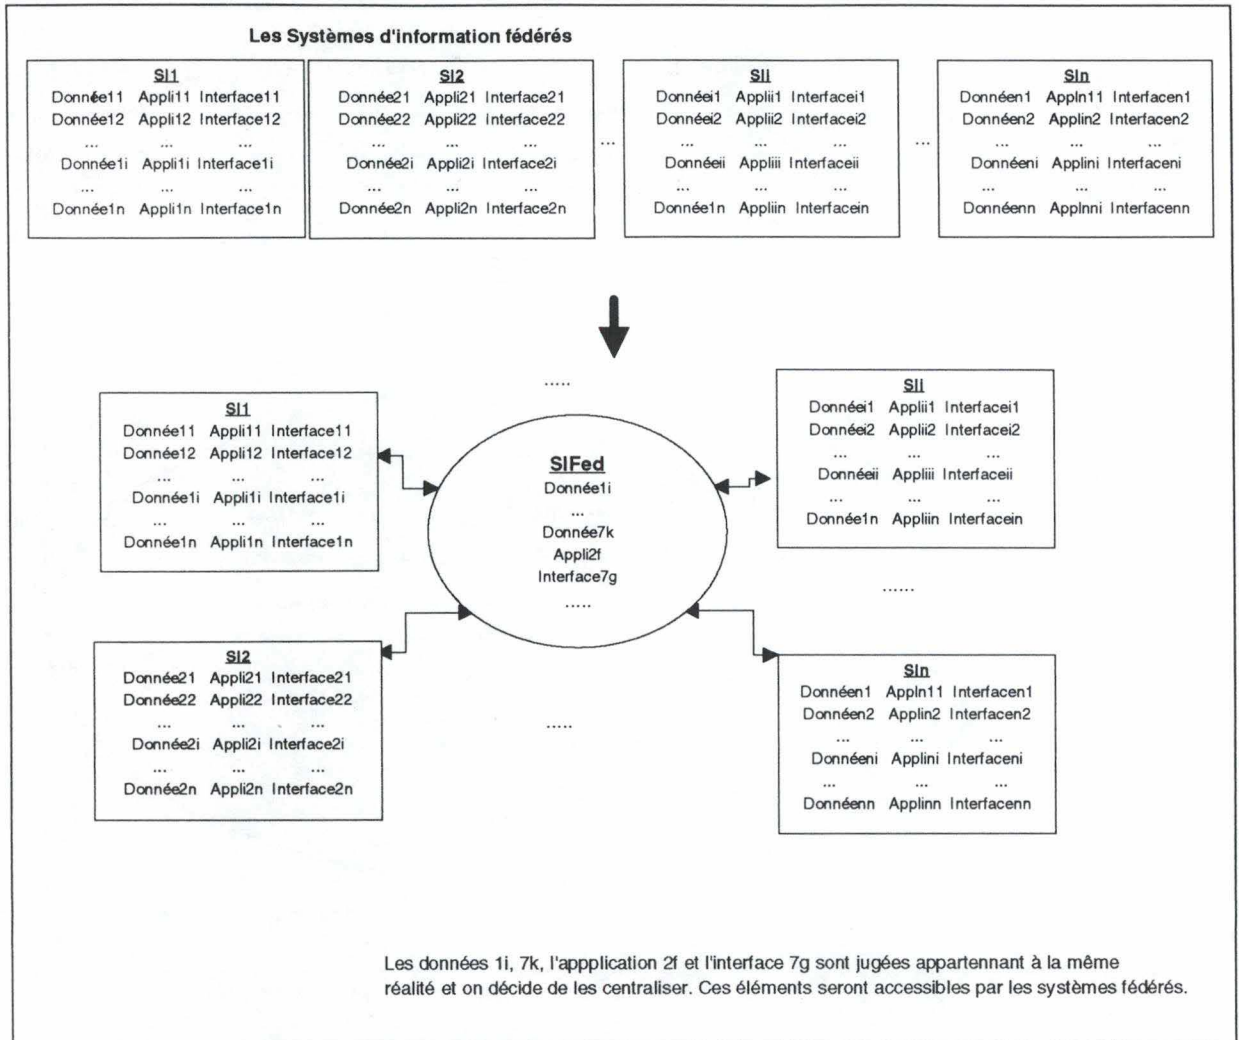 Les Systèmes d'information fédérés
SI1
Donnée11 Appli11 Interface11
Donnée12 Appli12 Interface12
... ... ...
Donnée1i Appli1i Interface1i
... ... ...
Donnée1n Appli1n Interface1n
SI2
Donnée21 Appli21 Interface21
Donnée22 Appli22 Interface22
... ... ...
Donnée2i Appli2i Interface2i
... ... ...
Donnée2n Appli2n Interface2n
...
SIi
Donnéei1 Applii1 Interfacei1
Donnéei2 Applii2 Interfacei2
... ... ...
Donnéeii Appliii Interfaceii
... ... ...
Donnée1n Appliin Interfacein
...
SIn
Donnéen1 Appln11 Interfacen1
Donnéen2 Applin2 Interfacen2
... ... ...
Donnéeni Applini Interfaceni
... ... ...
Donnéenn Applnni Interfacenn
.....
SI1
Donnée11 Appli11 Interface11
Donnée12 Appli12 Interface12
... ... ...
Donnée1i Appli1i Interface1i
... ... ...
Donnée1n Appli1n Interface1n
SIFed
Donnée1i
...
Donnée7k
Appli2f
Interface7g
.....
SIi
Donnéei1 Applii1 Interfacei1
Donnéei2 Applii2 Interfacei2
... ... ...
Donnéeii Appliii Interfaceii
... ... ...
Donnée1n Appliin Interfacein
......
SI2
Donnée21 Appli21 Interface21
Donnée22 Appli22 Interface22
... ... ...
Donnée2i Appli2i Interface2i
... ... ...
Donnée2n Appli2n Interface2n
.....
SIn
Donnéen1 Appln11 Interfacen1
Donnéen2 Applin2 Interfacen2
... ... ...
Donnéeni Applini Interfaceni
... ... ...
Donnéenn Applinn Interfacenn
Les données 1i, 7k, l'appplication 2f et l'interface 7g sont jugées appartennant à la même
réalité et on décide de les centraliser. Ces éléments seront accessibles par les systèmes fédérés.